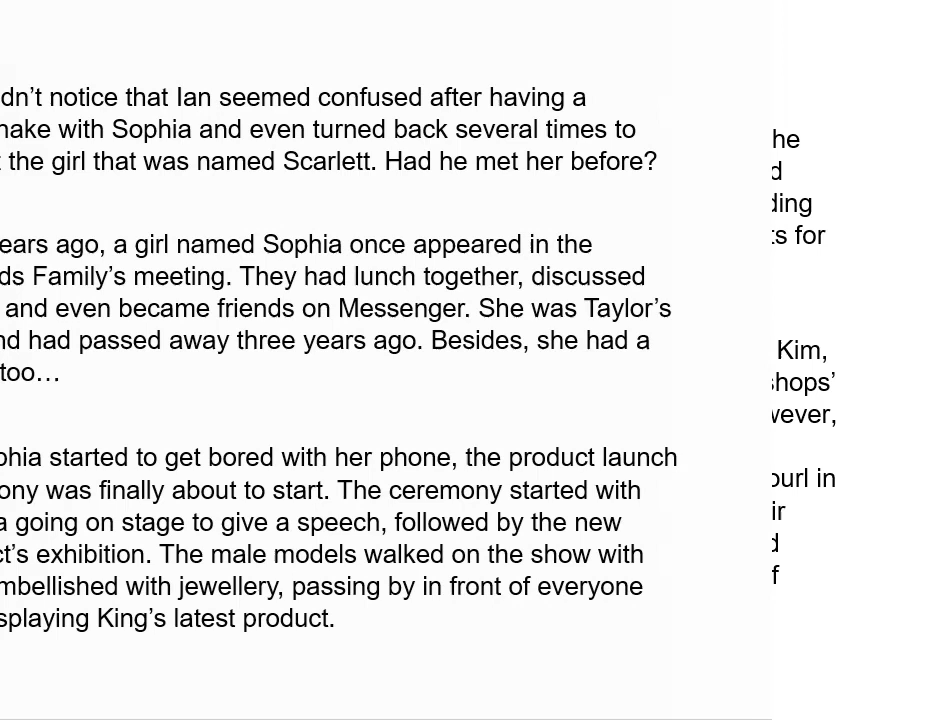 dn’t notice that Ian seemed confused after having a
with Sophia and even turned back several times to
the girl that was named Scarlett. Had he met her before?
ears ago, a girl named Sophia once appeared in the
ds Family’s meeting. They had lunch together, discussed
and even became friends on Messenger. She was Taylor’s
nd had passed away three years ago. Besides, she had a
too…
phia started to get bored with her phone, the product launch
ony was finally about to start. The ceremony started with
a going on stage to give a speech, followed by the new
ct’s exhibition. The male models walked on the show with
mbellished with jewellery, passing by in front of everyone
splaying King’s latest product.
he
d
ding
ts for
Kim,
shops’
wever,
ourl in
ir
d
f